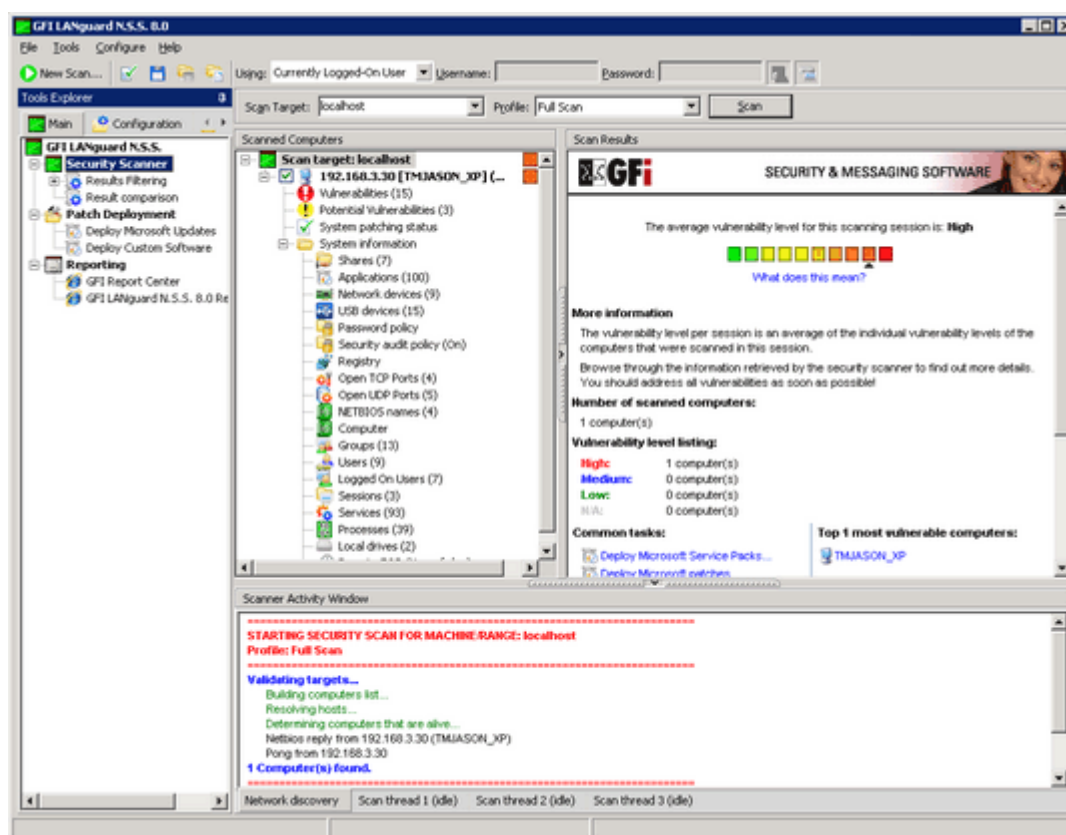 GFI LANguard N.S.S. 8.0
File Tools Configure Help
New Scan... Using: Currently Logged-On User Username: Password:
Tools Explorer
Main Configuration
GFI LANguard N.S.S.
Security Scanner
Results Filtering
Result comparison
Patch Deployment
Deploy Microsoft Updates
Deploy Custom Software
Reporting
GFI Report Center
GFI LANguard N.S.S. 8.0 Re
Scan Target: localhost Profile: Full Scan Scan
Scanned Computers
Scan target: localhost
192.168.3.30 [TMJASON_XP] (...
Vulnerabilities (15)
Potential Vulnerabilities (3)
System patching status
System information
Shares (7)
Applications (100)
Network devices (9)
USB devices (15)
Password policy
Security audit policy (On)
Registry
Open TCP Ports (4)
Open UDP Ports (5)
NETBIOS names (4)
Computer
Groups (13)
Users (9)
Logged On Users (7)
Sessions (3)
Services (93)
Processes (39)
Local drives (2)
Scan Results
GFi SECURITY & MESSAGING SOFTWARE
The average vulnerability level for this scanning session is: High
What does this mean?
More information
The vulnerability level per session is an average of the individual vulnerability levels of the
computers that were scanned in this session.
Browse through the information retrieved by the security scanner to find out more details.
You should address all vulnerabilities as soon as possible!
Number of scanned computers:
1 computer(s)
Vulnerability level listing:
High: 1 computer(s)
Medium: 0 computer(s)
Low: 0 computer(s)
N/A: 0 computer(s)
Common tasks:
Deploy Microsoft Service Packs...
Deploy Microsoft patches
Top 1 most vulnerable computers:
TMJASON_XP
Scanner Activity Window
STARTING SECURITY SCAN FOR MACHINE/RANGE: localhost
Profile: Full Scan
Validating targets...
Building computers list...
Resolving hosts...
Determining computers that are alive...
Netbios reply from 192.168.3.30 (TMJASON_XP)
Pong from 192.168.3.30
1 Computer(s) found.
Network discovery Scan thread 1 (idle) Scan thread 2 (idle) Scan thread 3 (idle)